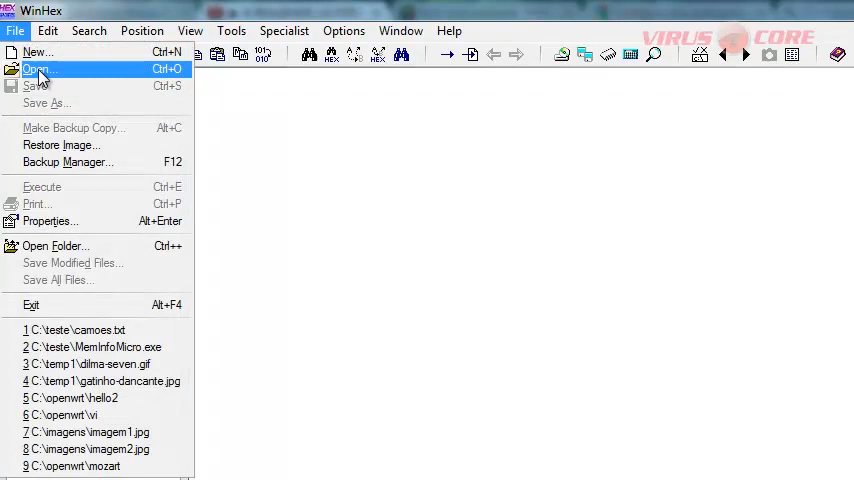 WinHex
File Edit Search Position View Tools Specialist Options Window Help
VIRUS CORE
New... Ctrl+N
Open... Ctrl+O
Save Ctrl+S
Save As...
Make Backup Copy... Alt+C
Restore Image...
Backup Manager... F12
Execute Ctrl+E
Print... Ctrl+P
Properties... Alt+Enter
Open Folder... Ctrl++
Save Modified Files...
Save All Files...
Exit Alt+F4
1 C:\teste\camoes.txt
2 C:\teste\MemInfoMicro.exe
3 C:\temp1\dilma-seven.gif
4 C:\temp1\gatinho-dancante.jpg
5 C:\openwrt\hello2
6 C:\openwrt\vi
7 C:\imagens\imagem1.jpg
8 C:\imagens\imagem2.jpg
9 C:\openwrt\mozart